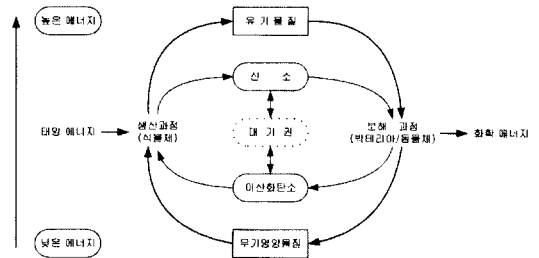 높은 에너지
유 기 물 질
산 소
태양 에너지
생산과정
(식물체)
대 기 권
분해 과정
(박테리아/동물체)
화학 에너지
이산화탄소
낮은 에너지
무기영양물질